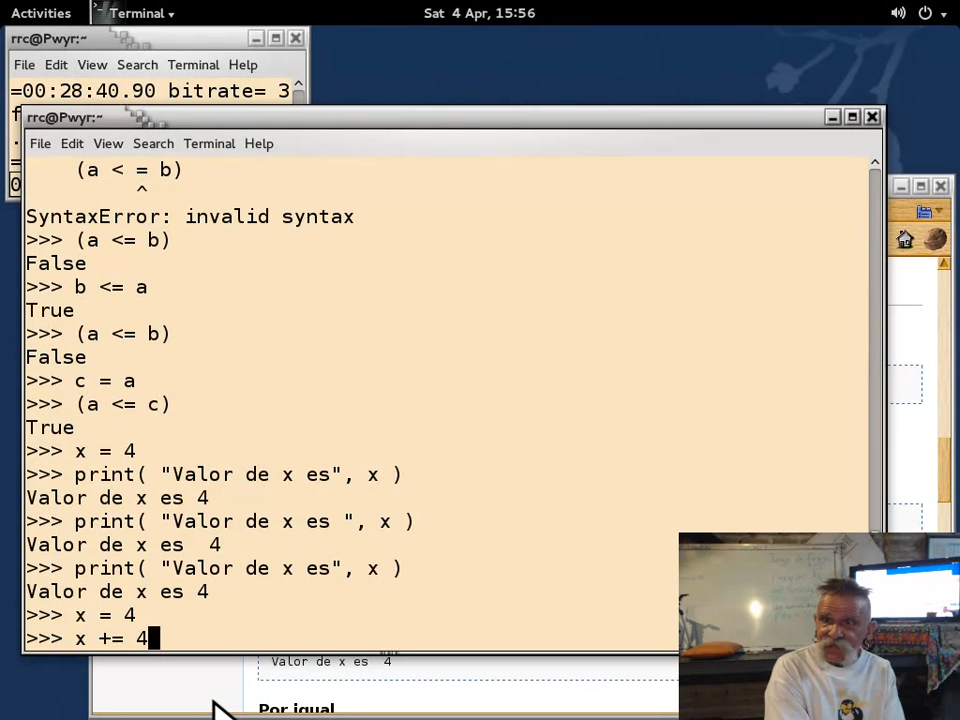 Activities
Terminal
Sat 4 Apr, 15:56
rrc@Pwyr:~
File Edit View Search Terminal Help
=00:28:40.90 bitrate= 3
rrc@Pwyr:~
File Edit View Search Terminal Help
(a < = b)
^
SyntaxError: invalid syntax
>>> (a <= b)
False
>>> b <= a
True
>>> (a <= b)
False
>>> c = a
>>> (a <= c)
True
>>> x = 4
>>> print( "Valor de x es", x )
Valor de x es 4
>>> print( "Valor de x es ", x )
Valor de x es  4
>>> print( "Valor de x es", x )
Valor de x es 4
>>> x = 4
>>> x += 4
Valor de x es  4
Por igual